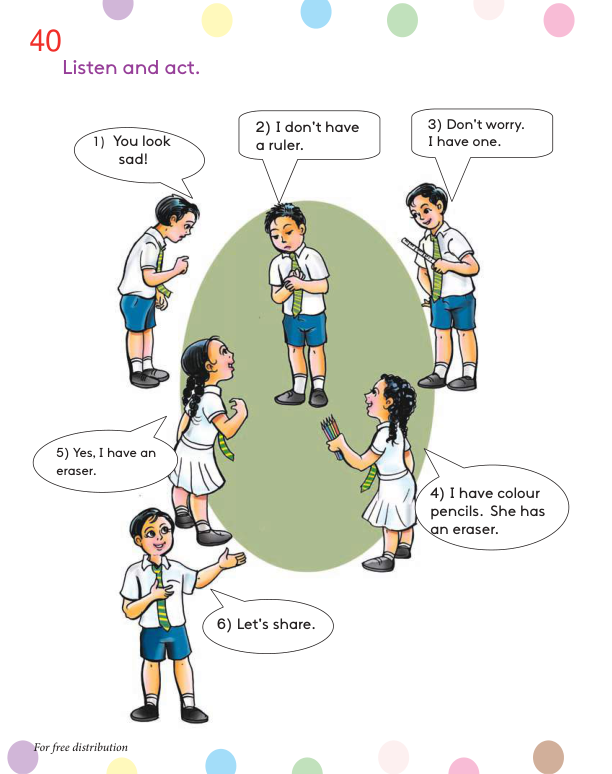 40
Listen and act.
1) You look
sad!
2) I don't have
a ruler.
3) Don't worry.
I have one.
5) Yes, I have an
eraser.
4) I have colour
pencils. She has
an eraser.
6) Let's share.
For free distribution